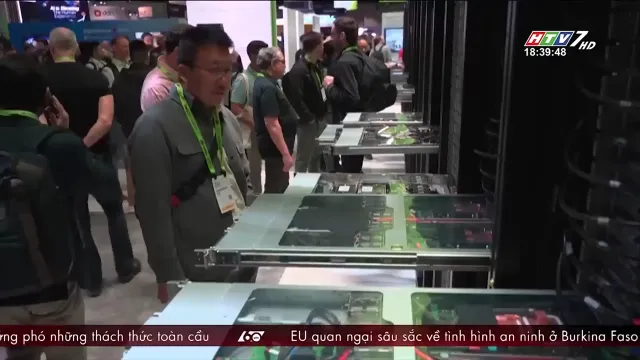 HTV7 HD
18:39:48
ứng phó những thách thức toàn cầu 60 EU quan ngại sâu sắc về tình hình an ninh ở Burkina Faso